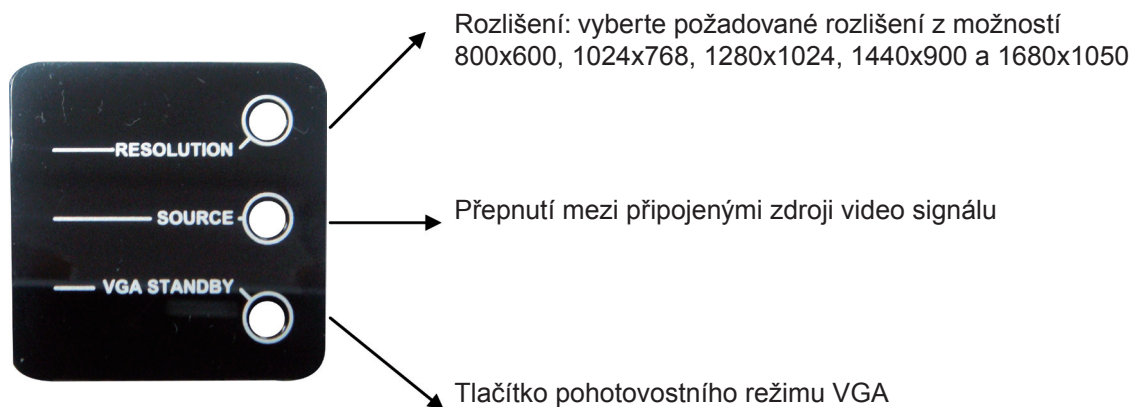 Rozlišení: vyberte požadované rozlišení z možností
800x600, 1024x768, 1280x1024, 1440x900 a 1680x1050
RESOLUTION
SOURCE
Přepnutí mezi připojenými zdroji video signálu
VGA STANDBY
Tlačítko pohotovostního režimu VGA